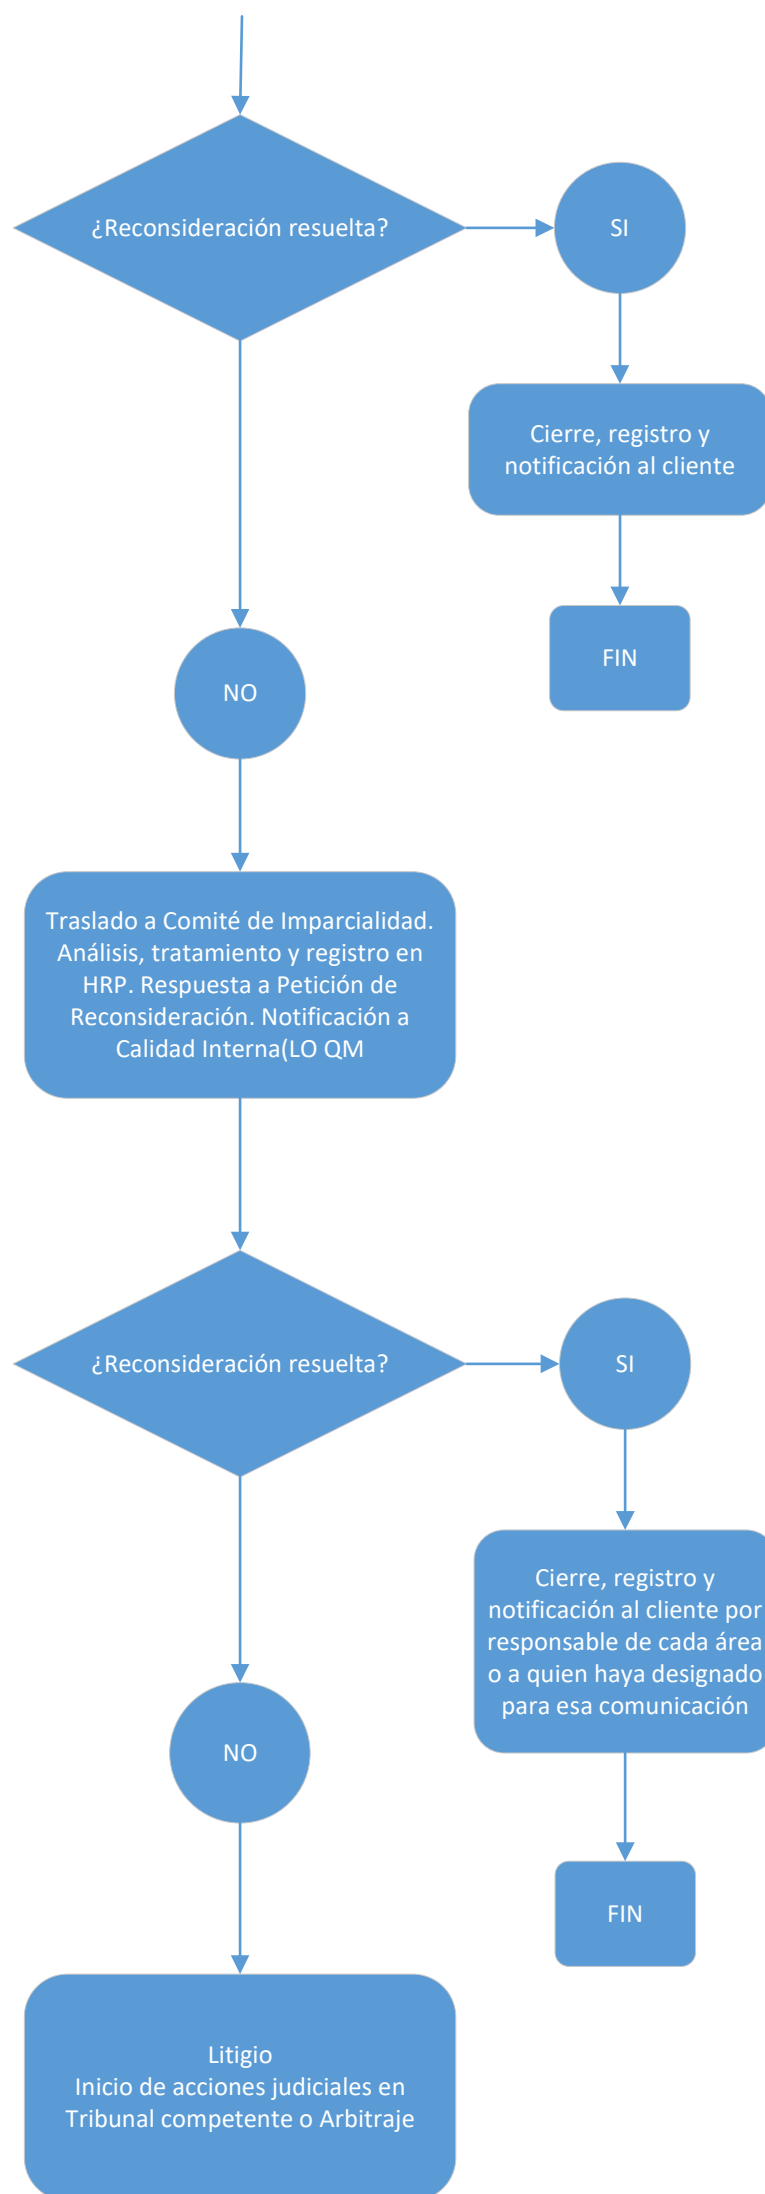 ¿Reconsideración resuelta?
SI
Cierre, registro y
notificación al cliente
FIN
NO
Traslado a Comité de Imparcialidad.
Análisis, tratamiento y registro en
HRP. Respuesta a Petición de
Reconsideración. Notificación a
Calidad Interna(LO QM
¿Reconsideración resuelta?
SI
Cierre, registro y
notificación al cliente por
responsable de cada área
o a quien haya designado
para esa comunicación
NO
FIN
Litigio
Inicio de acciones judiciales en
Tribunal competente o Arbitraje